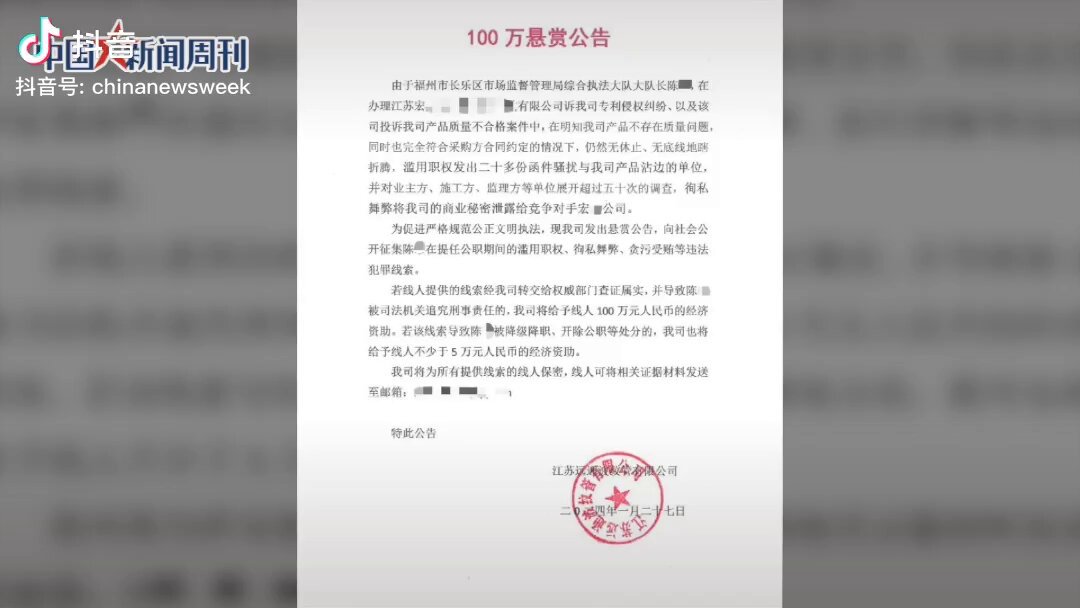 抖音
中国新闻周刊
抖音号: chinanewsweek
100 万悬赏公告
由于福州市长乐区市场监督管理局综合执法大队大队长陈 ，在
办理江苏宏 有限公司诉我司专利侵权纠纷、以及该
司投诉我司产品质量不合格案件中，在明知我司产品不存在质量问题，
同时也完全符合采购方合同约定的情况下，仍然无休止、无底线地瞎
折腾，滥用职权发出二十多份函件骚扰与我司产品沾边的单位，
并对业主方、施工方、监理方等单位展开超过五十次的调查，徇私
舞弊将我司的商业秘密泄露给竞争对手宏 公司。
为促进严格规范公正文明执法，现我司发出悬赏公告，向社会公
开征集陈 在提任公职期间的滥用职权、徇私舞弊、贪污受贿等违法
犯罪线索。
若线人提供的线索经我司转交给权威部门查证属实，并导致陈
被司法机关追究刑事责任的，我司将给予线人 100 万元人民币的经济
资助。若该线索导致陈 被降级降职、开除公职等处分的，我司也将
给予线人不少于 5 万元人民币的经济资助。
我司将为所有提供线索的线人保密，线人可将相关证据材料发送
至邮箱：
特此公告
江苏远通波纹管有限公司
二0二四年一月二十七日